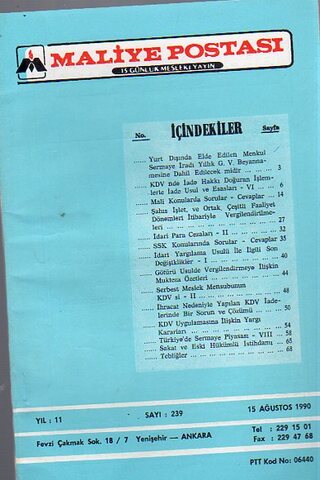 MALİYE POSTASI
15 GÜNLÜK MESLEKİ YAYIN
No. İÇİNDEKİLER Sayfa
...... Yurt Dışında Elde Edilen Menkul
Sermaye İradı Yıllık G. V. Beyanna-
mesine Dahil Edilecek midir ...... 3
...... KDV nde İade Hakkı Doğuran İşlem-
lerle İade Usul ve Esasları - VI ... 6
...... Mali Konularda Sorular - Cevaplar 14
...... Şahıs İşlet, ve Ortak, Çeşitli Faaliyet
Dönemleri İtibariyle Vergilendirilme-
leri ...... 27
...... İdari Para Cezaları - II ...... 32
...... SSK Konularında Sorular - Cevaplar 35
...... İdari Yargılama Usulü İle İlgili Son
Değişiklikler - I ...... 40
...... Götürü Usulde Vergilendirmeye İlişkin
Mukteza Özetleri ...... 44
...... Serbest Meslek Mensubunun
KDV si - II ...... 48
...... İhracat Nedeniyle Yapılan KDV İade-
lerinde Bir Sorun ve Çözümü ...... 50
...... KDV Uygulamasına İlişkin Yargı
Kararları ...... 54
...... Türkiye'de Sermaye Piyasası - VIII ... 58
...... Sakat ve Eski Hükümlü İstihdamı 65
...... Tebliğler ...... 68
YIL : 11 SAYI : 239 15 AĞUSTOS 1990
Fevzi Çakmak Sok. 18 / 7 Yenişehir — ANKARA
Tel : 229 15 01
Fax : 229 47 68
PTT Kod No: 06440